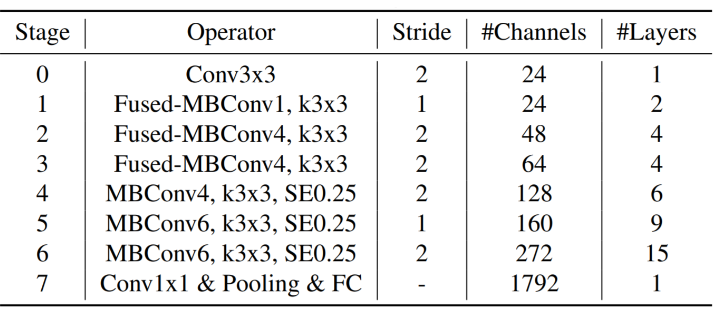 Stage Operator Stride #Channels #Layers
0 Conv3x3 2 24 1
1 Fused-MBConv1, k3x3 1 24 2
2 Fused-MBConv4, k3x3 2 48 4
3 Fused-MBConv4, k3x3 2 64 4
4 MBConv4, k3x3, SE0.25 2 128 6
5 MBConv6, k3x3, SE0.25 1 160 9
6 MBConv6, k3x3, SE0.25 2 272 15
7 Conv1x1 & Pooling & FC - 1792 1